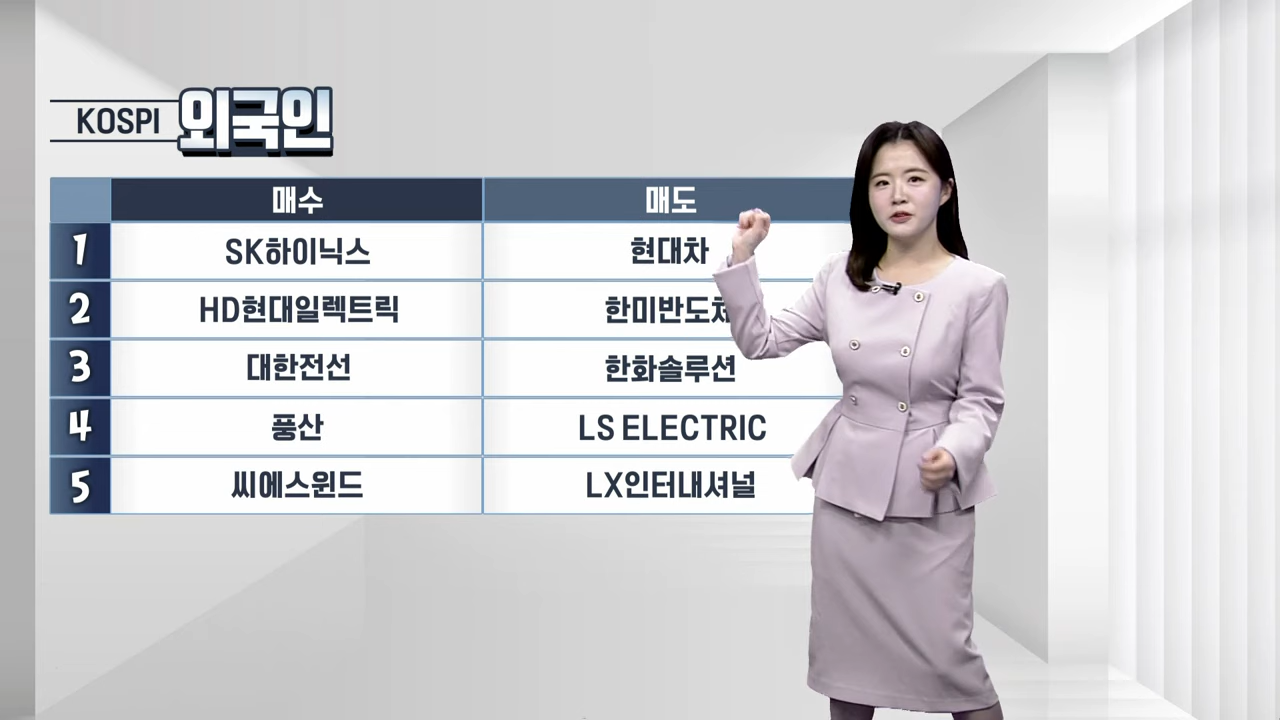 KOSPI 외국인
매수 매도
1 SK하이닉스 현대차
2 HD현대일렉트릭 한미반도체
3 대한전선 한화솔루션
4 풍산 LS ELECTRIC
5 씨에스윈드 LX인터내셔널